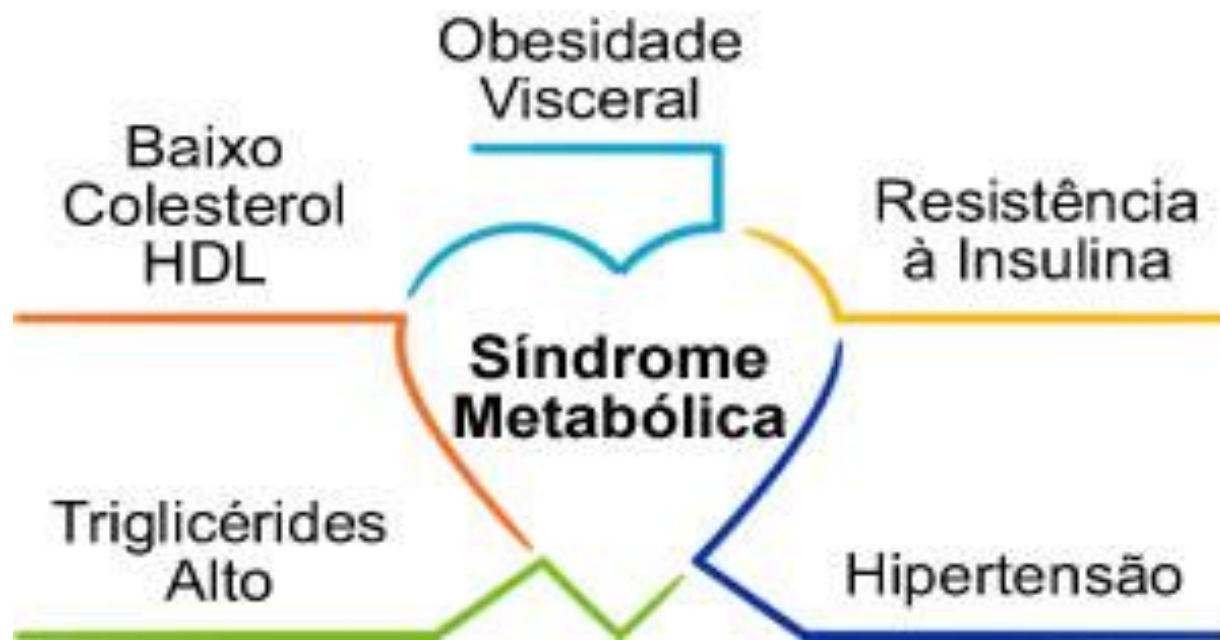 Obesidade
Visceral
Baixo
Colesterol
HDL
Resistência
à Insulina
Síndrome
Metabólica
Triglicérides
Alto
Hipertensão